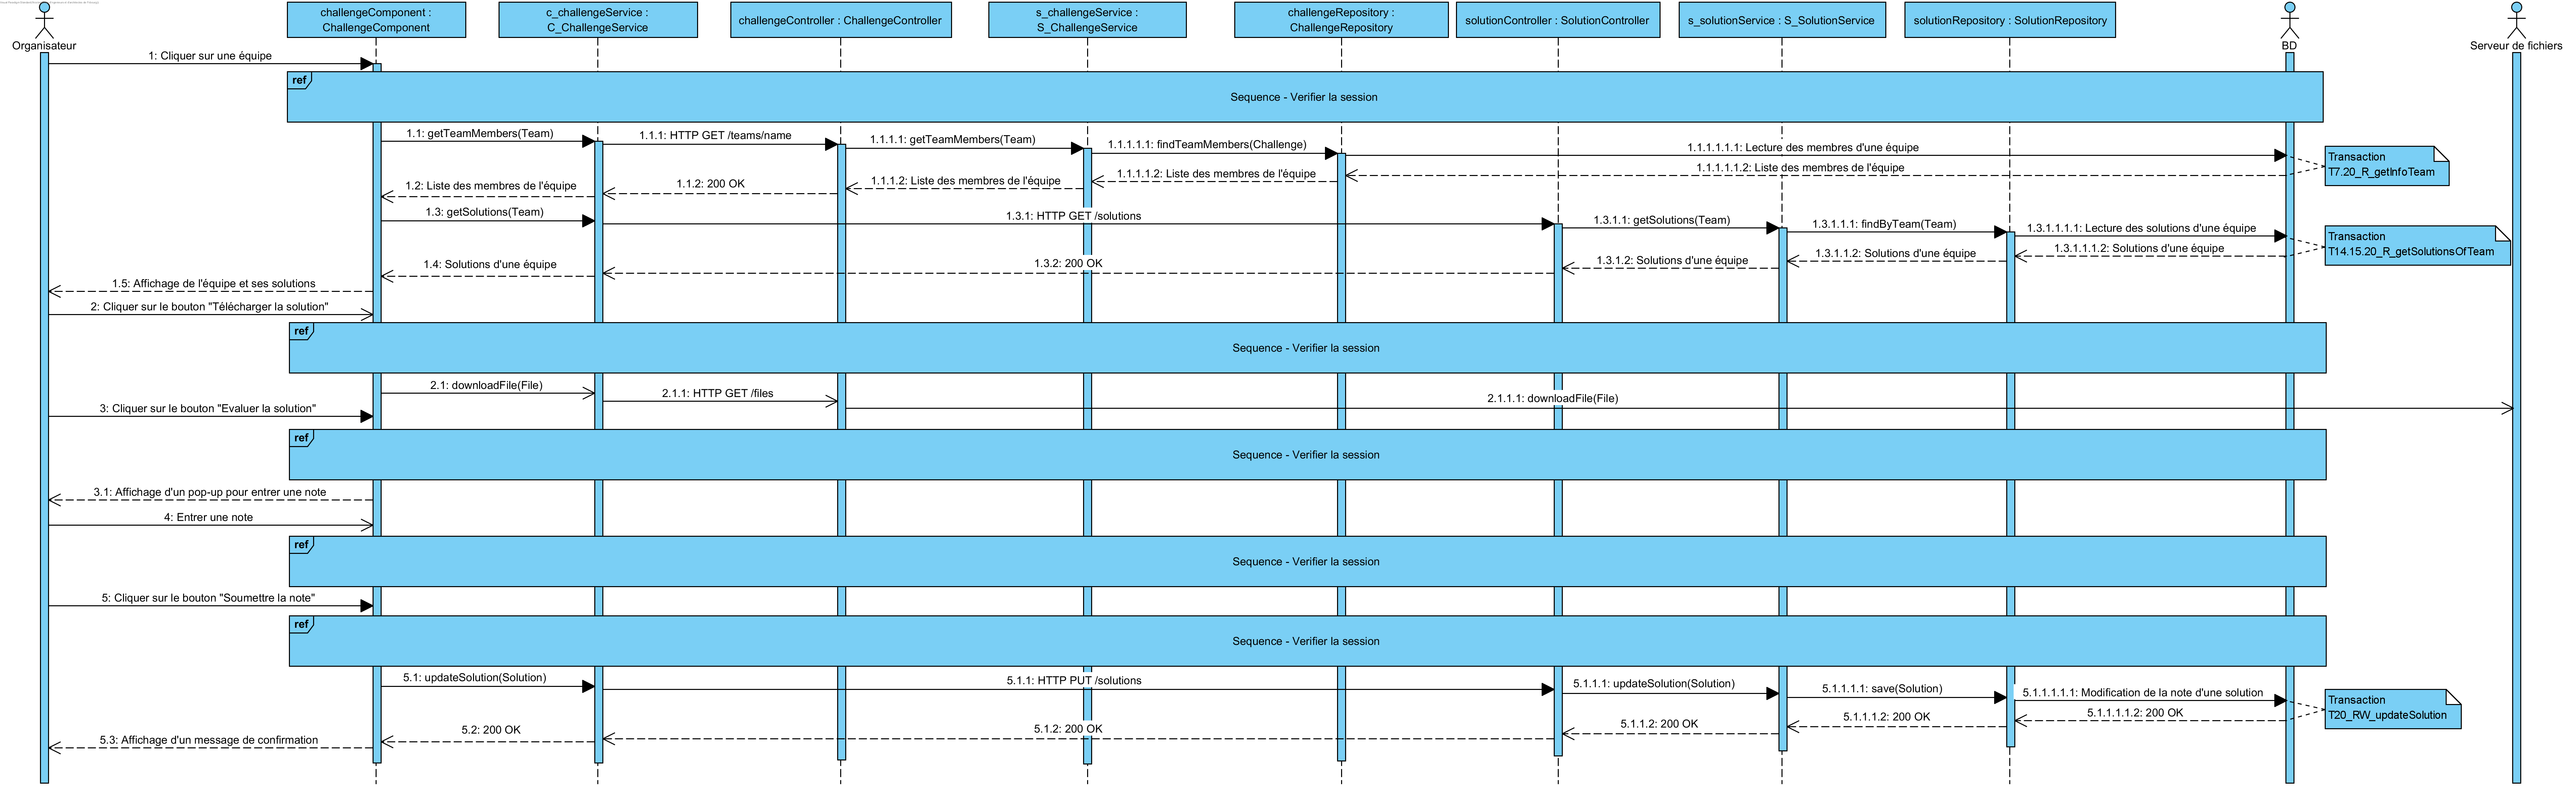 Organisateur
challengeComponent :
ChallengeComponent
c_challengeService :
C_ChallengeService
challengeController : ChallengeController
s_challengeService :
S_ChallengeService
challengeRepository :
ChallengeRepository
solutionController : SolutionController
s_solutionService : S_SolutionService
solutionRepository : SolutionRepository
BD
Serveur de fichiers
1: Cliquer sur une équipe
ref
Sequence - Verifier la session
1.1: getTeamMembers(Team)
1.1.1: HTTP GET /teams/name
1.1.1.1: getTeamMembers(Team)
1.1.1.1.1: findTeamMembers(Challenge)
1.1.1.1.1.1: Lecture des membres d'une équipe
Transaction
T7.20_R_getInfoTeam
1.1.1.1.1.2: Liste des membres de l'équipe
1.1.1.1.2: Liste des membres de l'équipe
1.1.1.2: Liste des membres de l'équipe
1.1.2: 200 OK
1.2: Liste des membres de l'équipe
1.3: getSolutions(Team)
1.3.1: HTTP GET /solutions
1.3.1.1: getSolutions(Team)
1.3.1.1.1: findByTeam(Team)
1.3.1.1.1.1: Lecture des solutions d'une équipe
Transaction
T14.15.20_R_getSolutionsOfTeam
1.3.1.1.1.2: Solutions d'une équipe
1.3.1.1.2: Solutions d'une équipe
1.3.1.2: Solutions d'une équipe
1.3.2: 200 OK
1.4: Solutions d'une équipe
1.5: Affichage de l'équipe et ses solutions
2: Cliquer sur le bouton "Télécharger la solution"
ref
Sequence - Verifier la session
2.1: downloadFile(File)
2.1.1: HTTP GET /files
2.1.1.1: downloadFile(File)
3: Cliquer sur le bouton "Evaluer la solution"
ref
Sequence - Verifier la session
3.1: Affichage d'un pop-up pour entrer une note
4: Entrer une note
ref
Sequence - Verifier la session
5: Cliquer sur le bouton "Soumettre la note"
ref
Sequence - Verifier la session
5.1: updateSolution(Solution)
5.1.1: HTTP PUT /solutions
5.1.1.1: updateSolution(Solution)
5.1.1.1.1: save(Solution)
5.1.1.1.1.1: Modification de la note d'une solution
Transaction
T20_RW_updateSolution
5.1.1.1.1.2: 200 OK
5.1.1.1.2: 200 OK
5.1.1.2: 200 OK
5.1.2: 200 OK
5.2: 200 OK
5.3: Affichage d'un message de confirmation